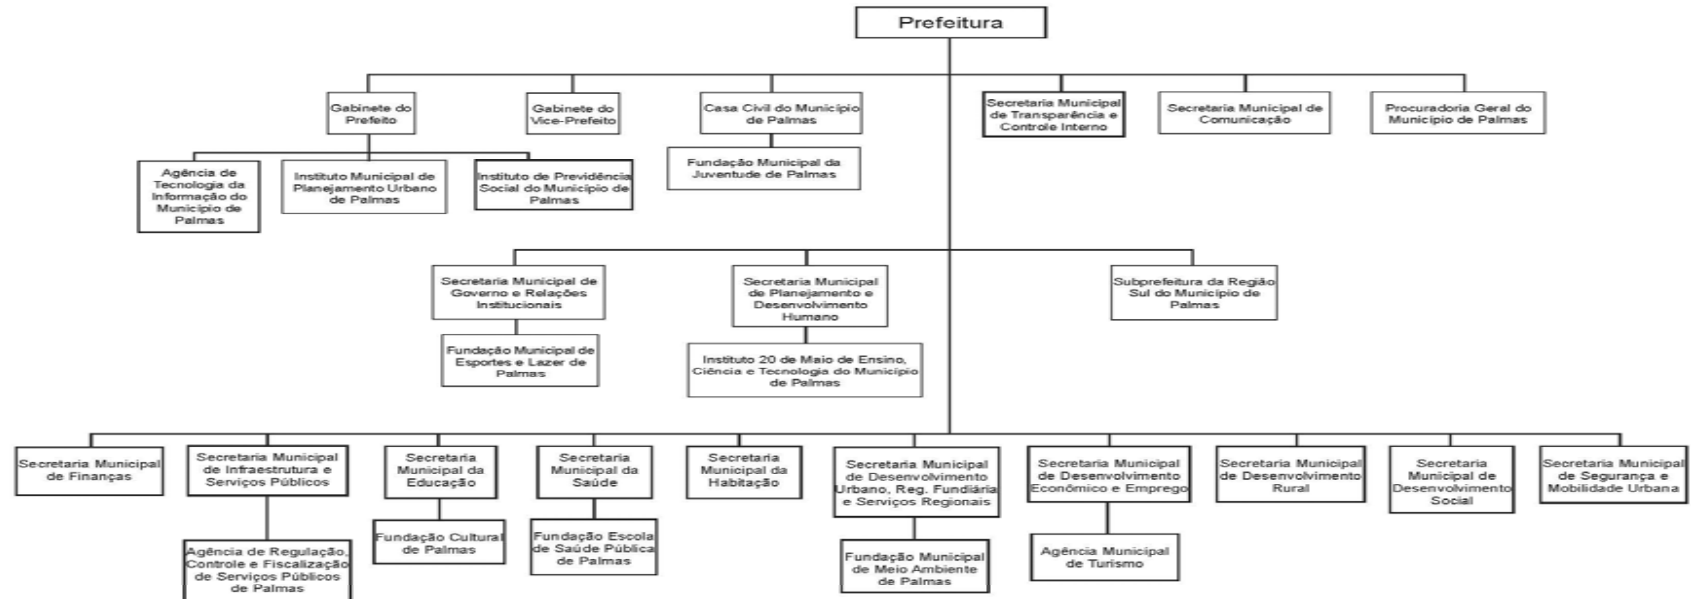 Prefeitura
Gabinete do
Prefeito
Gabinete do
Vice-Prefeito
Casa Civil do Município
de Palmas
Secretaria Municipal
de Transparência e
Controle Interno
Secretaria Municipal de
Comunicação
Procuradoria Geral do
Município de Palmas
Agência de
Tecnologia da
Informação do
Município de
Palmas
Instituto Municipal de
Planejamento Urbano
de Palmas
Instituto de Previdência
Social do Município de
Palmas
Fundação Municipal da
Juventude de Palmas
Secretaria Municipal de
Governo e Relações
Institucionais
Secretaria Municipal
de Planejamento e
Desenvolvimento
Humano
Subprefeitura da Região
Sul do Município de
Palmas
Fundação Municipal de
Esportes e Lazer de
Palmas
Instituto 20 de Maio de Ensino,
Ciência e Tecnologia do Município
de Palmas
Secretaria Municipal
de Finanças
Secretaria Municipal
de Infraestrutura e
Serviços Públicos
Secretaria
Municipal da
Educação
Secretaria
Municipal da
Saúde
Secretaria
Municipal da
Habitação
Secretaria Municipal
de Desenvolvimento
Urbano, Reg. Fundiária
e Serviços Regionais
Secretaria Municipal
de Desenvolvimento
Econômico e Emprego
Secretaria Municipal
de Desenvolvimento
Rural
Secretaria
Municipal de
Desenvolvimento
Social
Secretaria Municipal
de Segurança e
Mobilidade Urbana
Agência de Regulação,
Controle e Fiscalização
de Serviços Públicos
de Palmas
Fundação Cultural
de Palmas
Fundação Escola
de Saúde Pública
de Palmas
Fundação Municipal
de Meio Ambiente
de Palmas
Agência Municipal
de Turismo